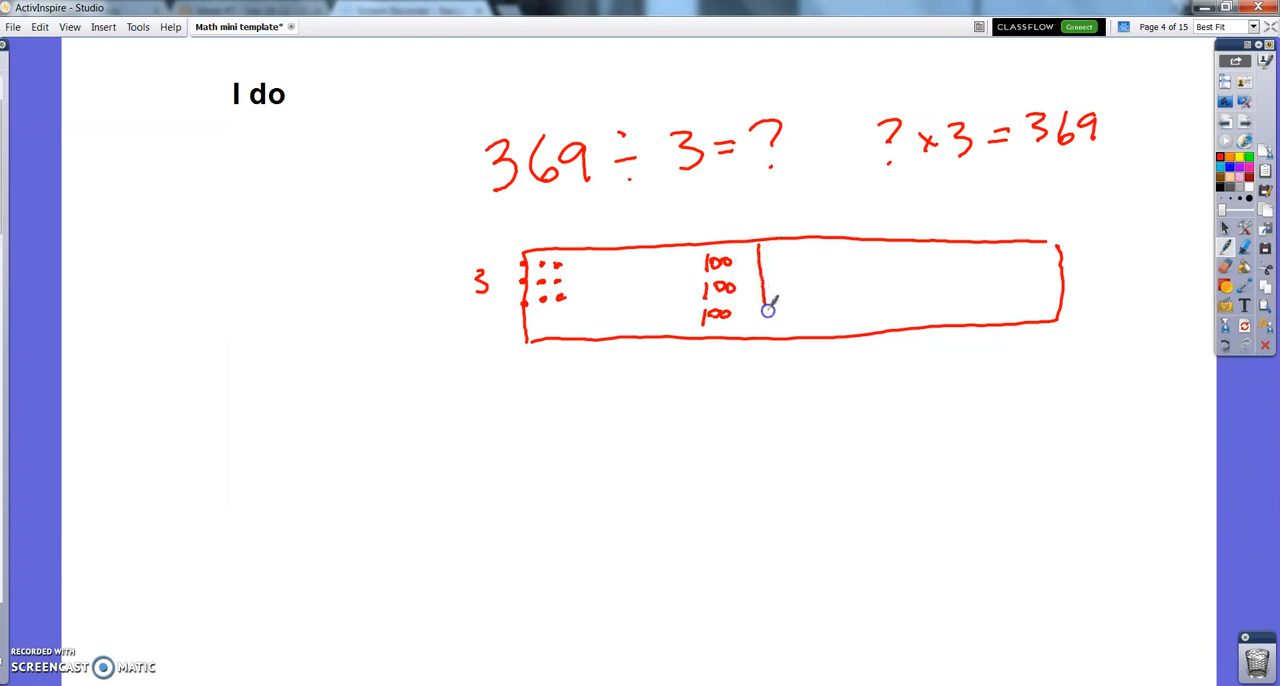 ActivInspire - Studio
File Edit View Insert Tools Help Math mini template* CLASSFLOW Connect Page 4 of 15 Best Fit
I do
369 ÷ 3 = ? ? x 3 = 369
3
100
100
100
RECORDED WITH
SCREENCAST MATIC